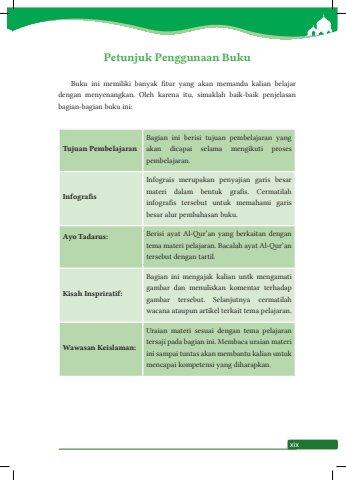 Petunjuk Penggunaan Buku
Buku ini memiliki banyak fitur yang akan memandu kalian belajar
dengan menyenangkan. Oleh karena itu, simaklah baik-baik penjelasan
bagian-bagian buku ini:
Tujuan Pembelajaran
Bagian ini berisi tujuan pembelajaran yang
akan dicapai selama mengikuti proses
pembelajaran.
Infografis
Infograis merupakan penyajian garis besar
materi dalam bentuk grafis. Cermatilah
infografis tersebut untuk memahami garis
besar alur pembahasan buku.
Ayo Tadarus:
Berisi ayat Al-Qur'an yang berkaitan dengan
tema materi pelajaran. Bacalah ayat Al-Qur'an
tersebut dengan tartil.
Kisah Inspriratif:
Bagian ini mengajak kalian untk mengamati
gambar dan menuliskan komentar terhadap
gambar tersebut. Selanjutnya cermatilah
wacana ataupun artikel terkait tema pelajaran.
Wawasan Keislaman:
Uraian materi sesuai dengan tema pelajaran
tersaji pada bagian ini. Membaca uraian materi
ini sampai tuntas akan membantu kalian untuk
mencapai kompetensi yang diharapkan.
xix